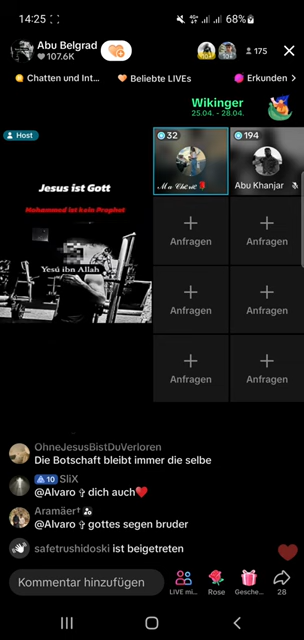 14:25
68%
Abu Belgrad
107.6K
175
Chatten und Int...
Beliebte LIVEs
Erkunden >
Wikinger
25.04. - 28.04.
Host
32
194
Abu Khanjar
Jesus ist Gott
Mohammed ist kein Prophet
Yesú ibn Allah
Anfragen
Anfragen
Anfragen
Anfragen
Anfragen
Anfragen
OhneJesusBistDuVerloren
Die Botschaft bleibt immer die selbe
10 SliX
@Alvaro ✞ dich auch❤️
Aramäer†
@Alvaro ✞ gottes segen bruder
safetrushidoski ist beigetreten
Kommentar hinzufügen
LIVE mi...
Rose
Gesche...
28